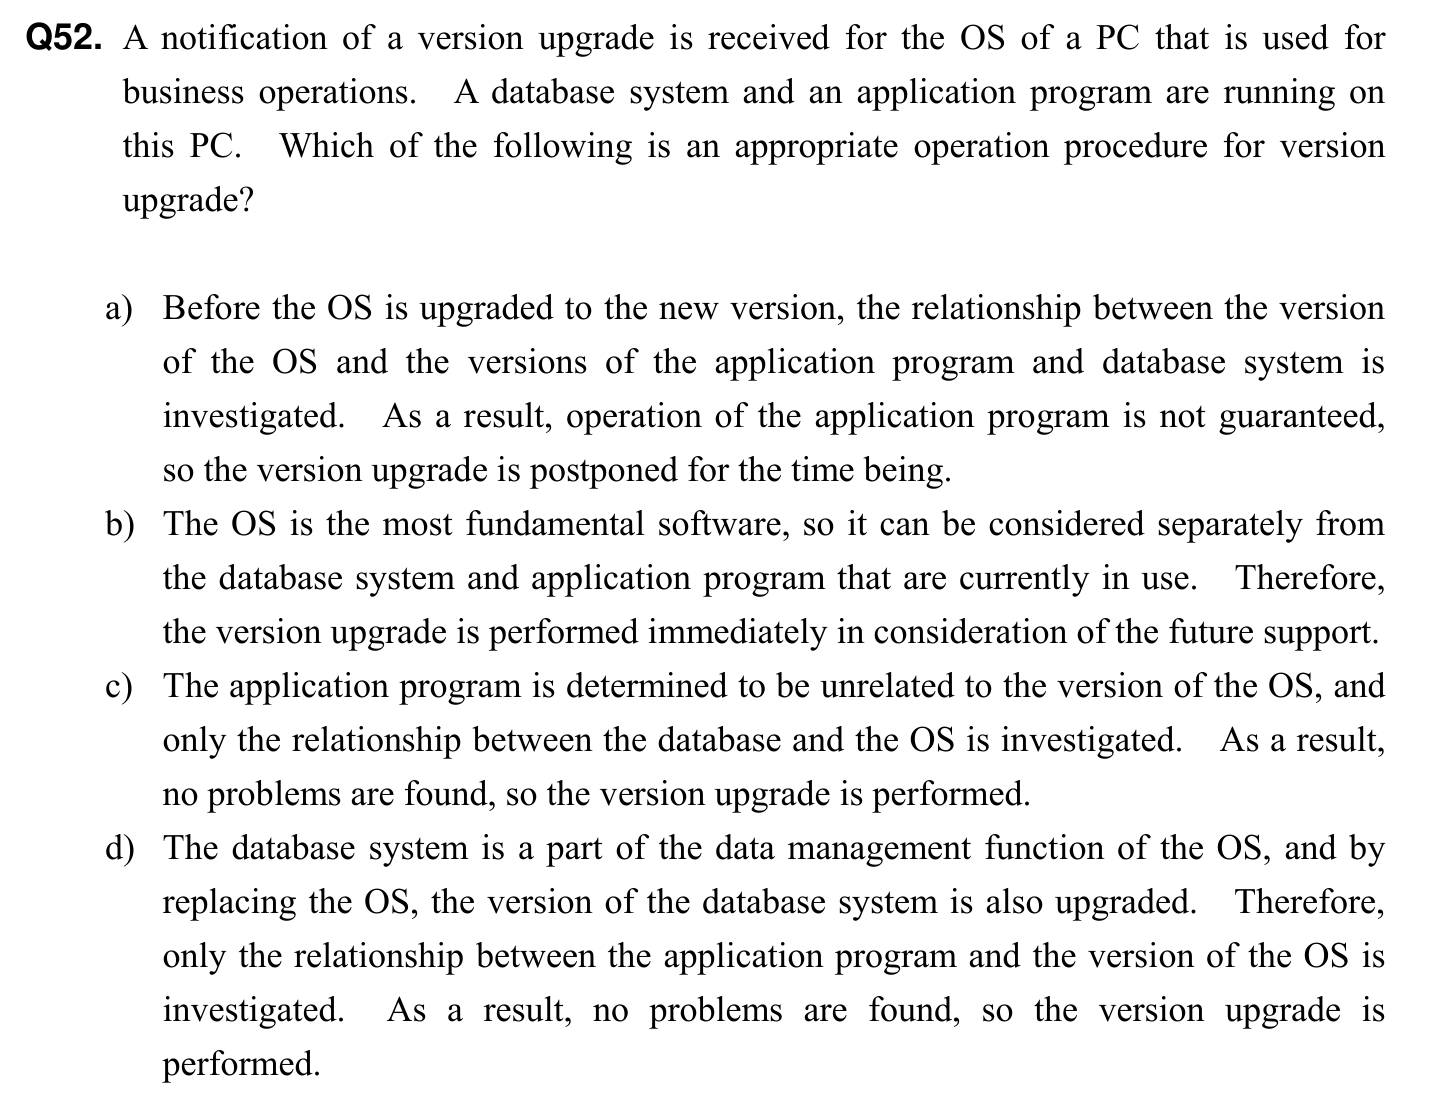 Q52. A notification of a version upgrade is received for the OS of a PC that is used for
business operations. A database system and an application program are running on
this PC. Which of the following is an appropriate operation procedure for version
upgrade?
a) Before the OS is upgraded to the new version, the relationship between the version
of the OS and the versions of the application program and database system is
investigated. As a result, operation of the application program is not guaranteed,
so the version upgrade is postponed for the time being.
b) The OS is the most fundamental software, so it can be considered separately from
the database system and application program that are currently in use. Therefore,
the version upgrade is performed immediately in consideration of the future support.
c) The application program is determined to be unrelated to the version of the OS, and
only the relationship between the database and the OS is investigated. As a result,
no problems are found, so the version upgrade is performed.
d) The database system is a part of the data management function of the OS, and by
replacing the OS, the version of the database system is also upgraded. Therefore,
only the relationship between the application program and the version of the OS is
investigated. As a result, no problems are found, so the version upgrade is
performed.